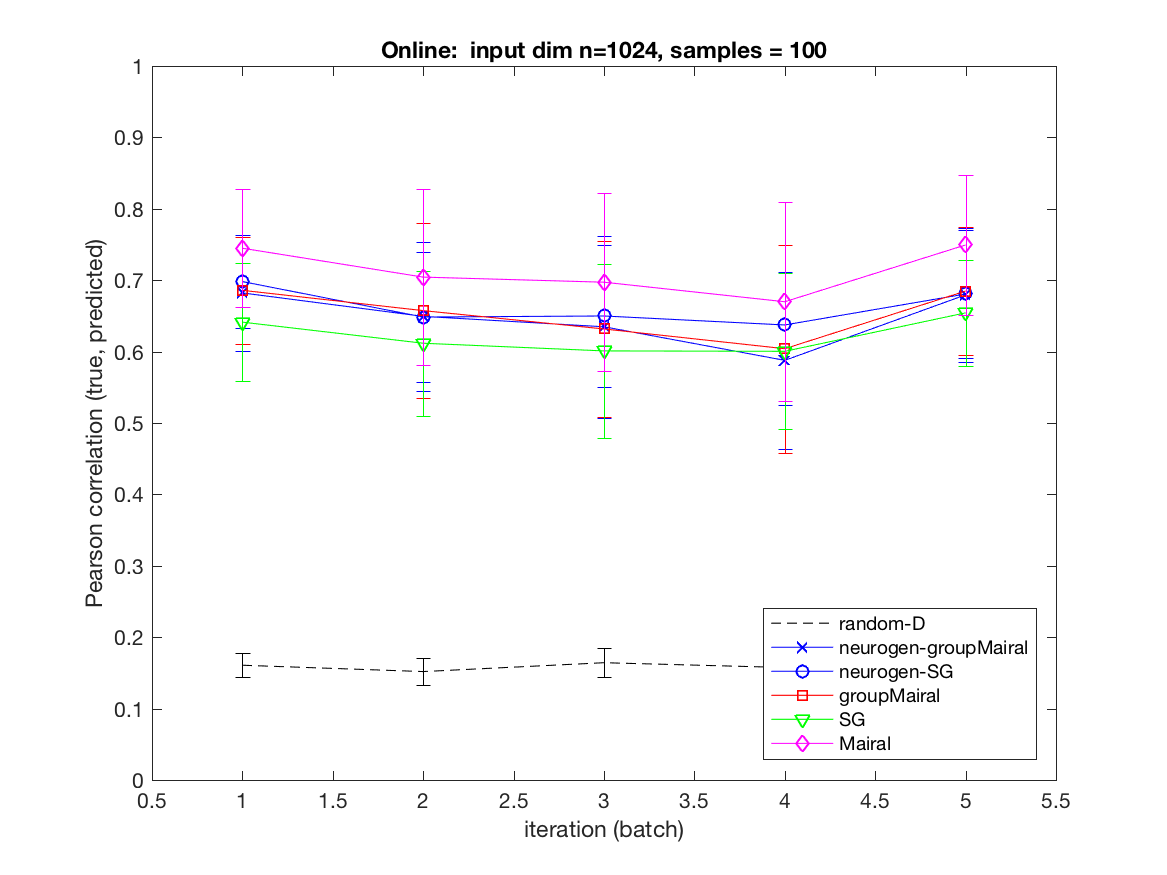 Online:  input dim n=1024, samples = 100
Pearson correlation (true, predicted)
1
0.9
0.8
0.7
0.6
0.5
0.4
0.3
0.2
0.1
0
random-D
neurogen-groupMairal
neurogen-SG
groupMairal
SG
Mairal
0.5 1 1.5 2 2.5 3 3.5 4 4.5 5 5.5
iteration (batch)